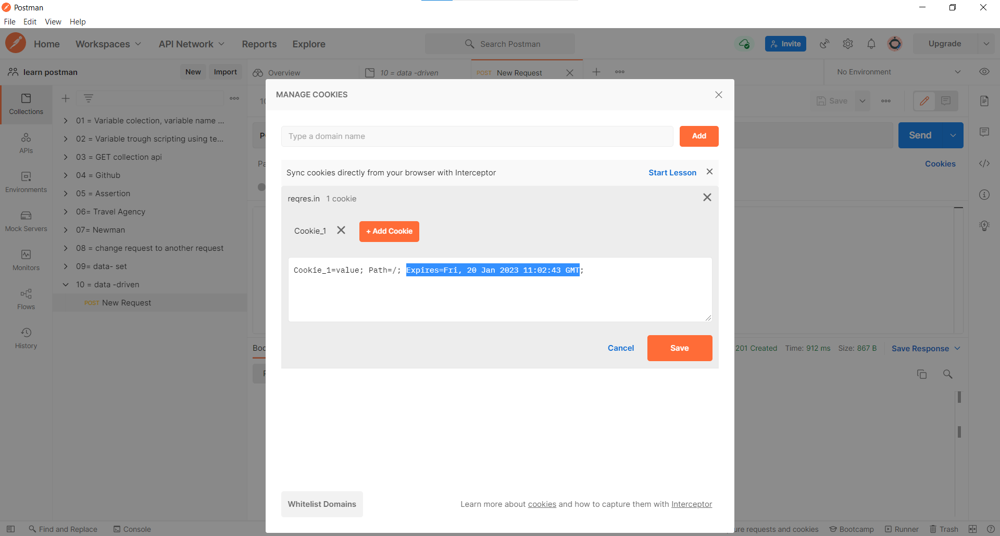 Postman
File Edit View Help
Home Workspaces API Network Reports Explore Search Postman Invite Upgrade
learn postman New Import Overview 10 = data -driven POST New Request No Environment
MANAGE COOKIES
Collections
Save
01 = Variable colection, variable name ...
Type a domain name Add
Send
02 = Variable trough scripting using te...
APIs
03 = GET collection api
Cookies
Sync cookies directly from your browser with Interceptor Start Lesson
04 = Github
Environments
05 = Assertion
reqres.in 1 cookie
06= Travel Agency
Mock Servers
07= Newman
Cookie_1 + Add Cookie
08 = change request to another request
Monitors
09= data- set
Cookie_1=value; Path=/; Expires=Fri, 20 Jan 2023 11:02:43 GMT;
10 = data -driven
Flows
POST New Request
History
Cancel Save
201 Created Time: 912 ms Size: 867 B Save Response
Whitelist Domains Learn more about cookies and how to capture them with Interceptor
Find and Replace Console
requests and cookies Bootcamp Runner Trash